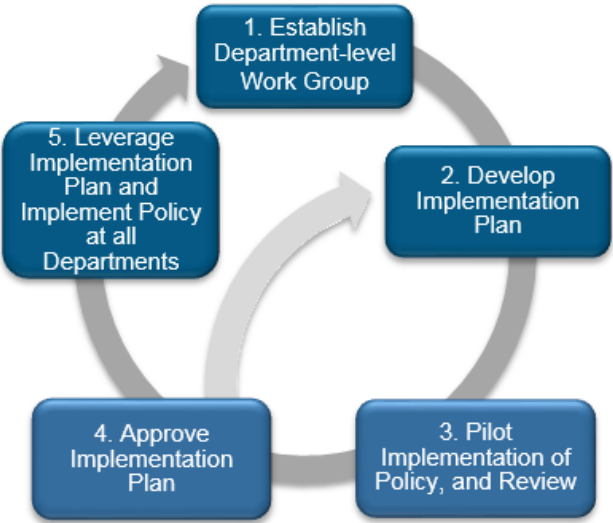 1. Establish
Department-level
Work Group
2. Develop
Implementation
Plan
3. Pilot
Implementation of
Policy, and Review
4. Approve
Implementation
Plan
5. Leverage
Implementation
Plan and
Implement Policy
at all
Departments